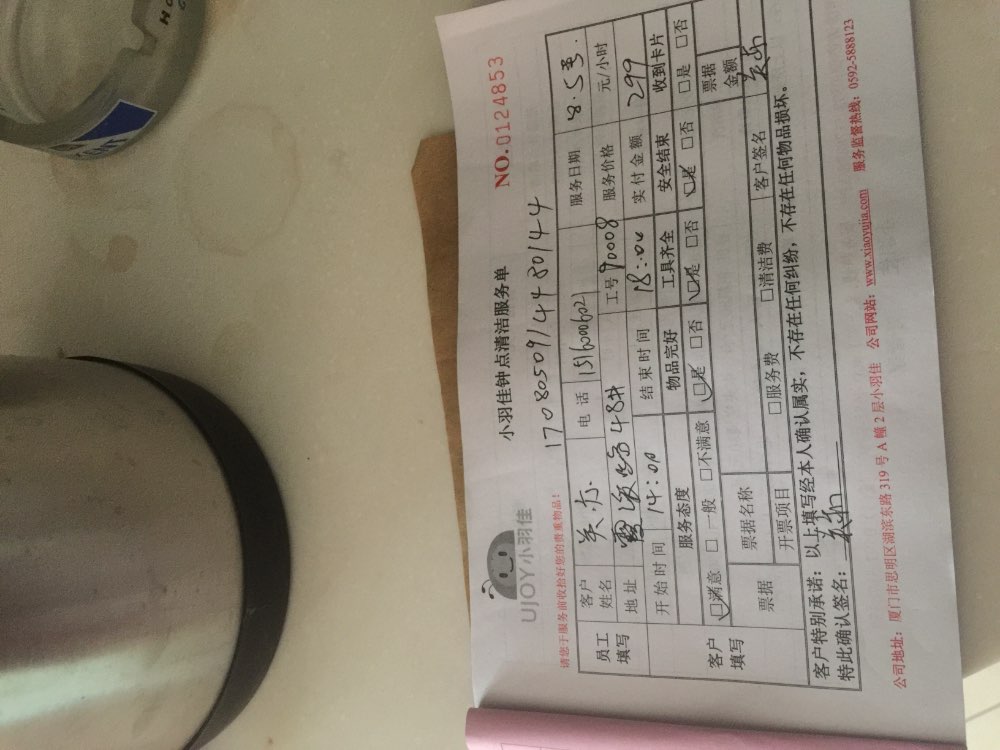 UJOY小羽佳
小羽佳钟点清洁服务单
NO.0124853
请您于服务前收拾好您的贵重物品!
员工填写
客户姓名
电话
服务日期 8.5号.
地址
工号 90008
服务价格 元/小时
开始时间 14:00
结束时间 18:00
实付金额 299
客户填写
服务态度 物品完好 工具齐全 安全结束 收到卡片
□满意 □一般 □不满意 □是 □否 □是 □否 □是 □否 □是 □否
票据 票据名称 票据金额
开票项目 □服务费 □清洁费 客户签名
客户特别承诺:以上填写经本人确认属实,不存在任何纠纷,不存在任何物品损坏。
特此确认签名:
公司地址:厦门市思明区湖滨东路 319 号 A 幢 2 层小羽佳 公司网站:www.xiaoyujia.com 服务监督热线:0592-5888123